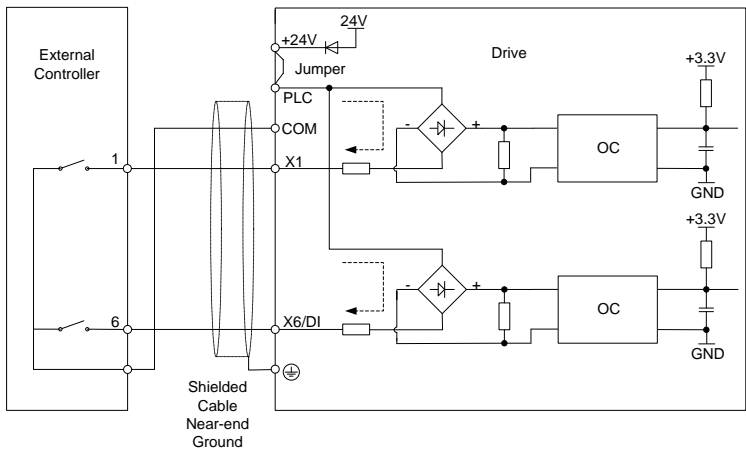 24V
+24V
External
Controller
Drive
+3.3V
Jumper
PLC
COM
- +
OC
1
X1
GND
+3.3V
- +
OC
6
X6/DI
GND
Shielded
Cable
Near-end
Ground